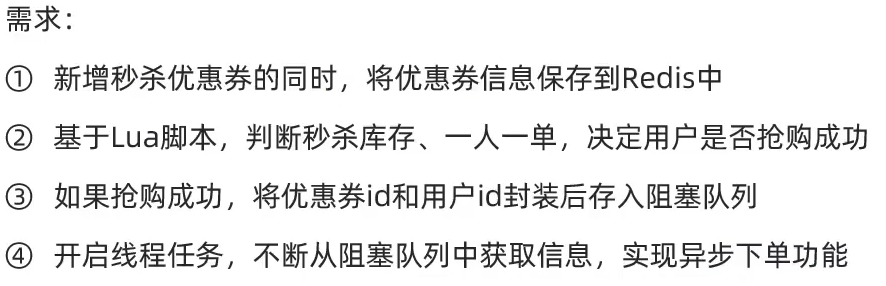 需求：
① 新增秒杀优惠券的同时，将优惠券信息保存到Redis中
② 基于Lua脚本，判断秒杀库存、一人一单，决定用户是否抢购成功
③ 如果抢购成功，将优惠券id和用户id封装后存入阻塞队列
④ 开启线程任务，不断从阻塞队列中获取信息，实现异步下单功能